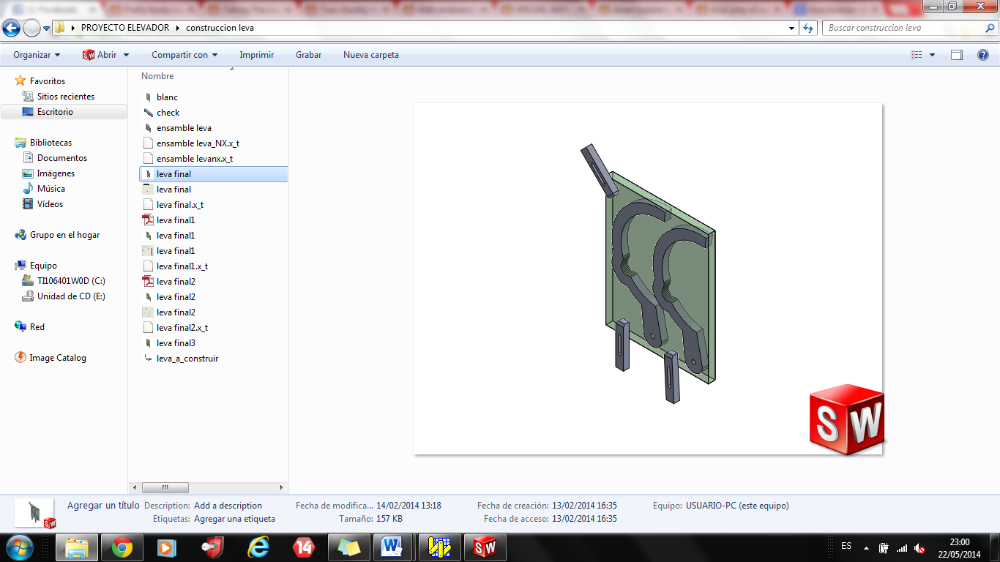 PROYECTO ELEVADOR
construccion leva
Buscar construccion leva
Organizar
Abrir
Compartir con
Imprimir
Grabar
Nueva carpeta
Favoritos
Sitios recientes
Escritorio
Bibliotecas
Documentos
Imágenes
Música
Vídeos
Grupo en el hogar
Equipo
TI106401W0D (C:)
Unidad de CD (E:)
Red
Image Catalog
Nombre
blanc
check
ensamble leva
ensamble leva_NX.x_t
ensamble levanx.x_t
leva final
leva final
leva final.x_t
leva final1
leva final1
leva final1
leva final1.x_t
leva final2
leva final2
leva final2
leva final2.x_t
leva final3
leva_a_construir
SW
Agregar un título
Description: Add a description
Etiquetas: Agregar una etiqueta
Fecha de modifica... 14/02/2014 13:18
Tamaño: 157 KB
Fecha de creación: 13/02/2014 16:35
Fecha de acceso: 13/02/2014 16:35
Equipo: USUARIO-PC (este equipo)
14
W
SW
ES
23:00
22/05/2014